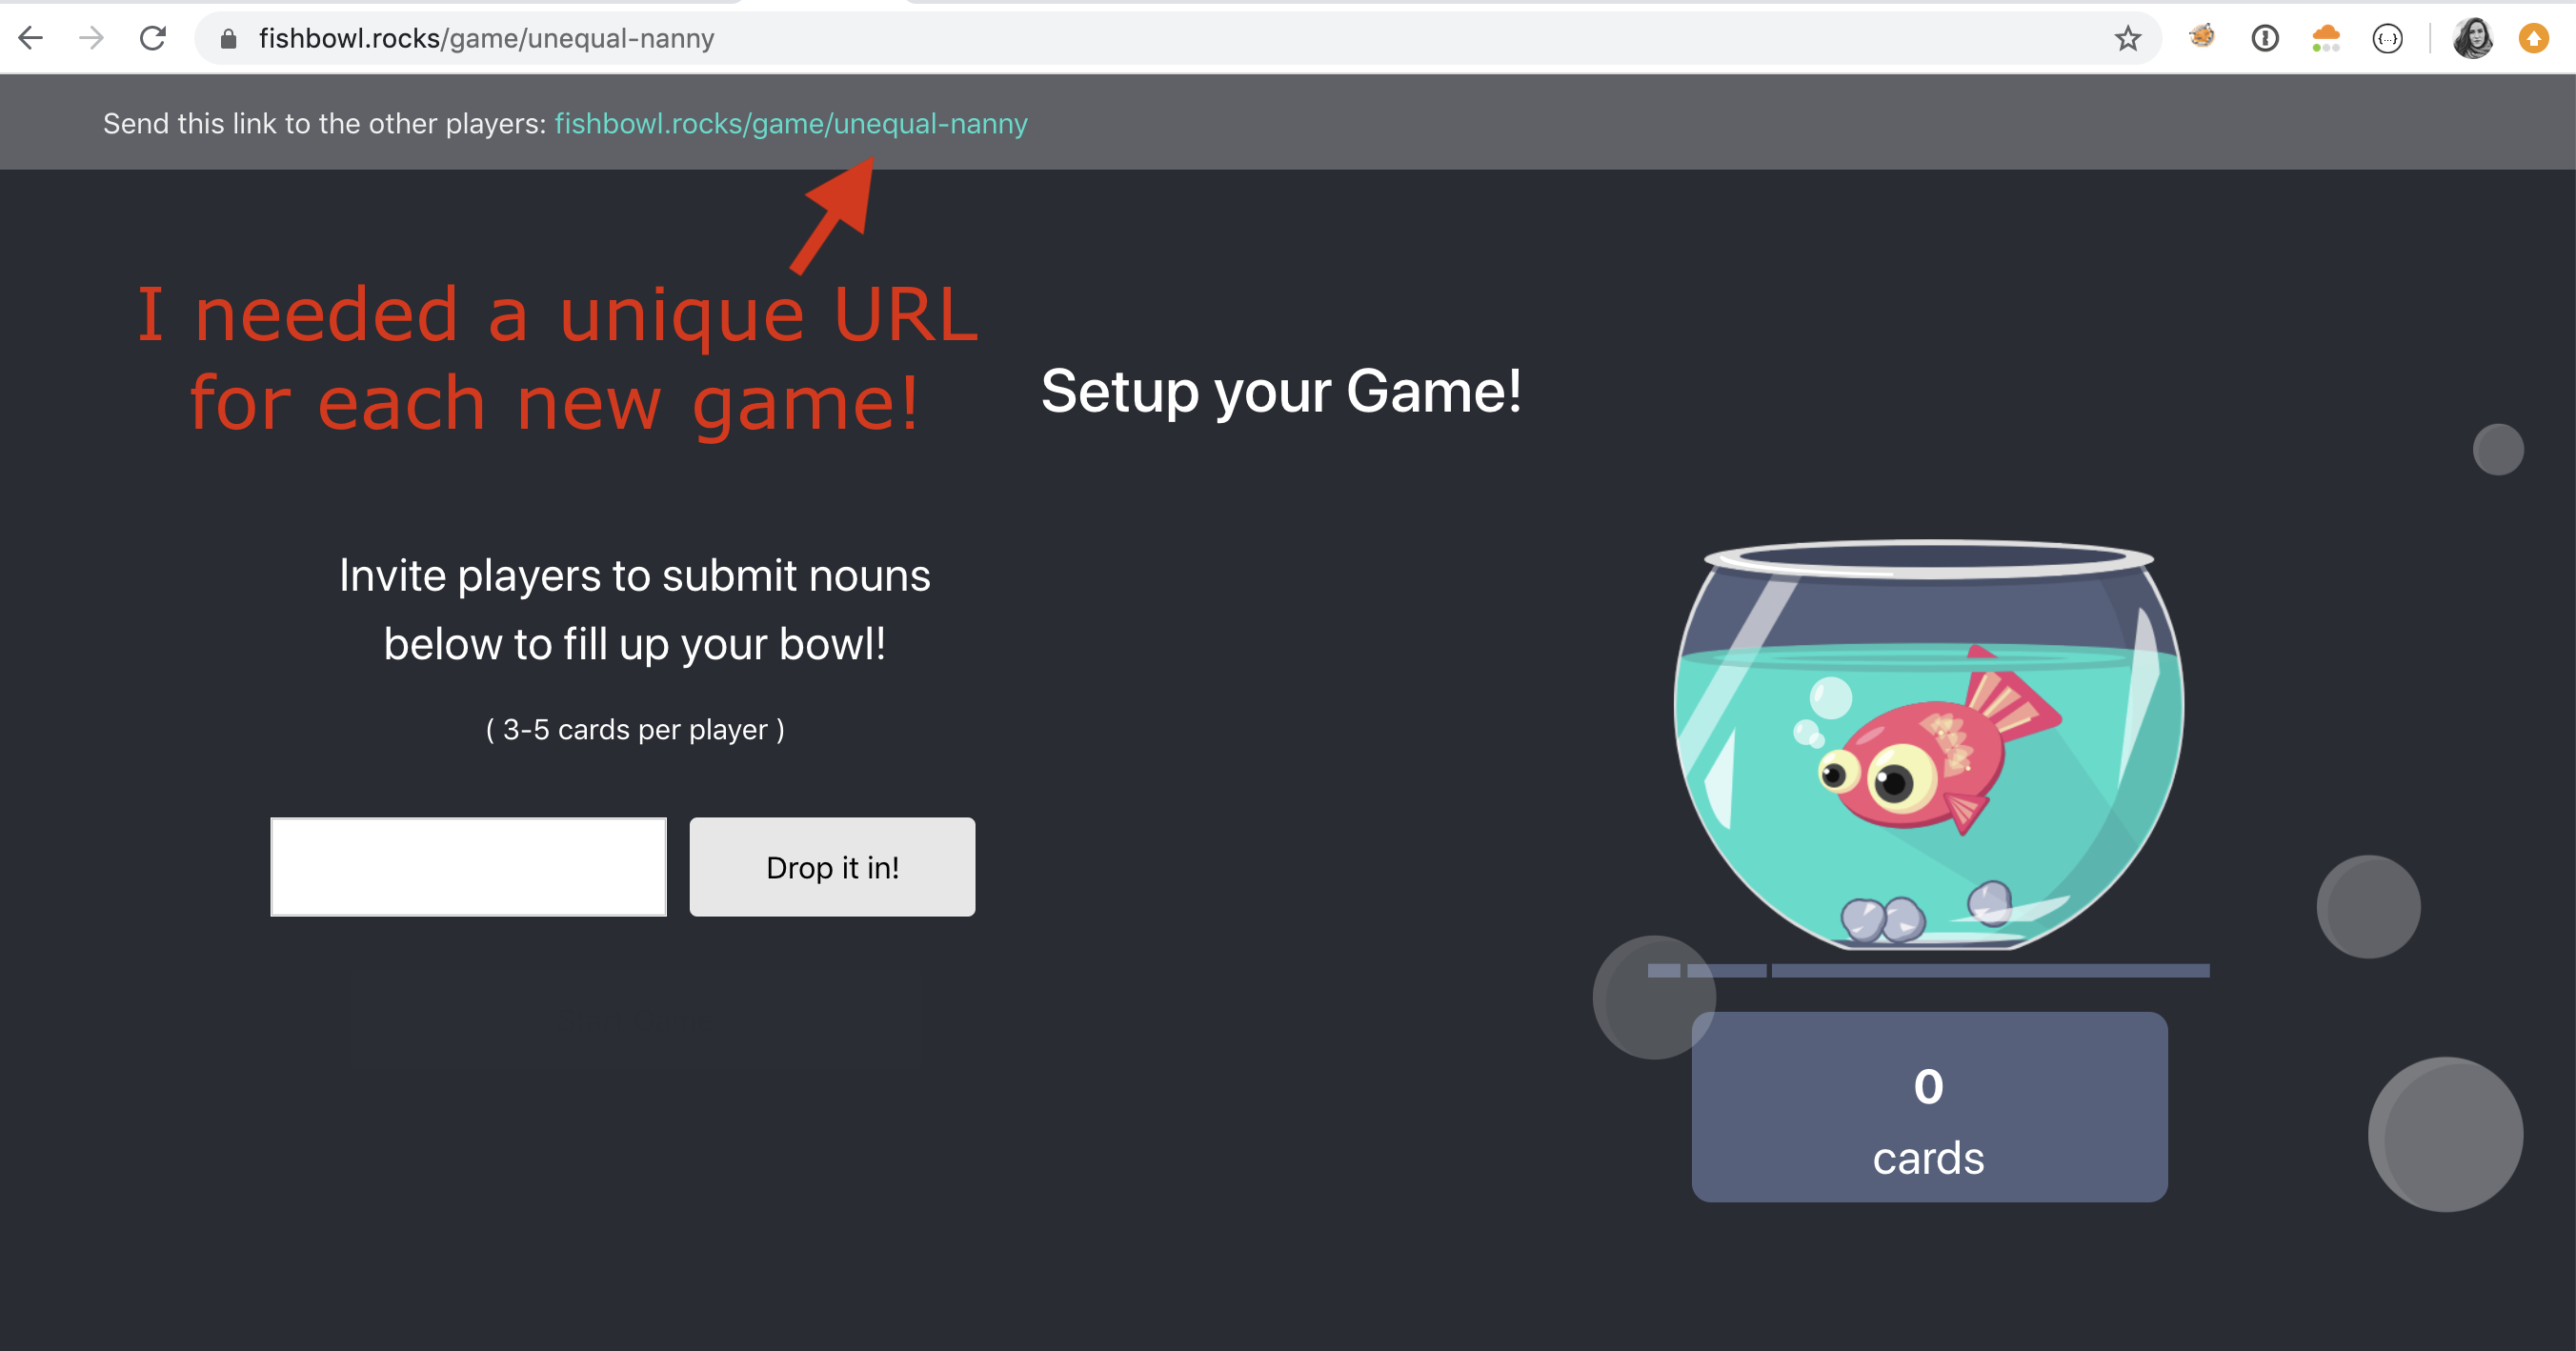 fishbowl.rocks/game/unequal-nanny
Send this link to the other players: fishbowl.rocks/game/unequal-nanny
I needed a unique URL
for each new game!
Setup your Game!
Invite players to submit nouns
below to fill up your bowl!
( 3-5 cards per player )
Drop it in!
0
cards